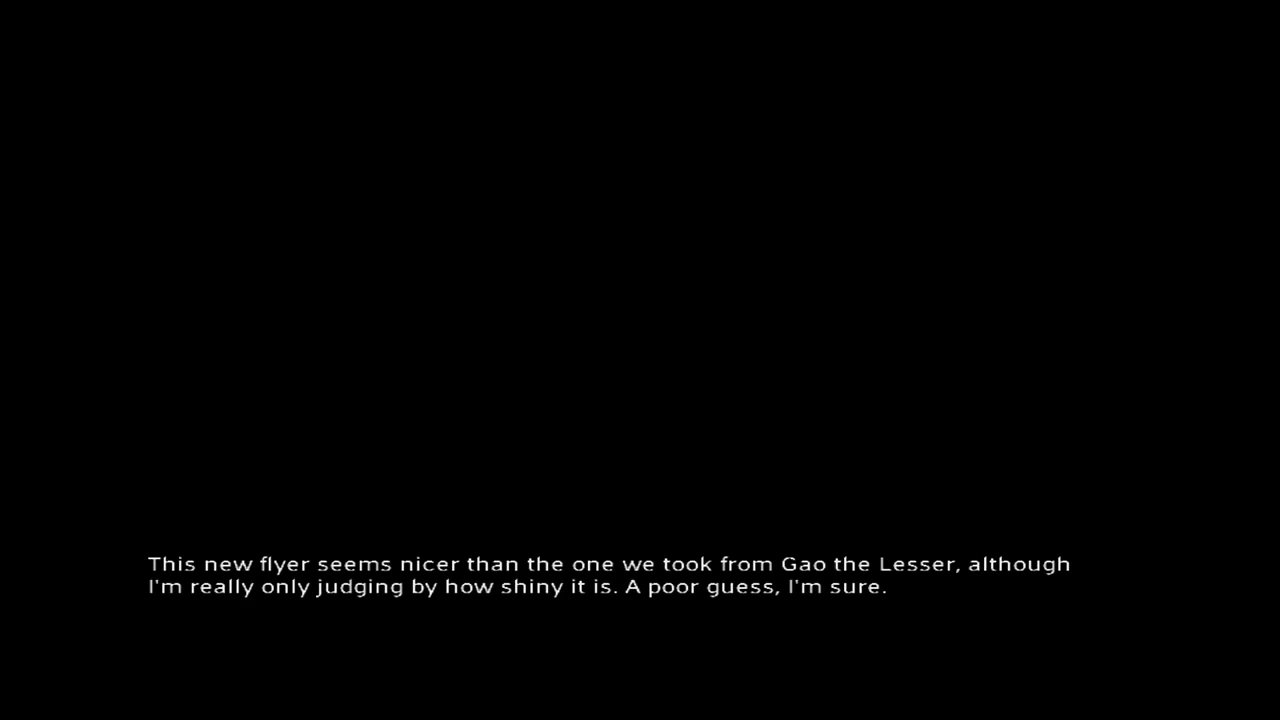 This new flyer seems nicer than the one we took from Gao the Lesser, although
I'm really only judging by how shiny it is. A poor guess, I'm sure.